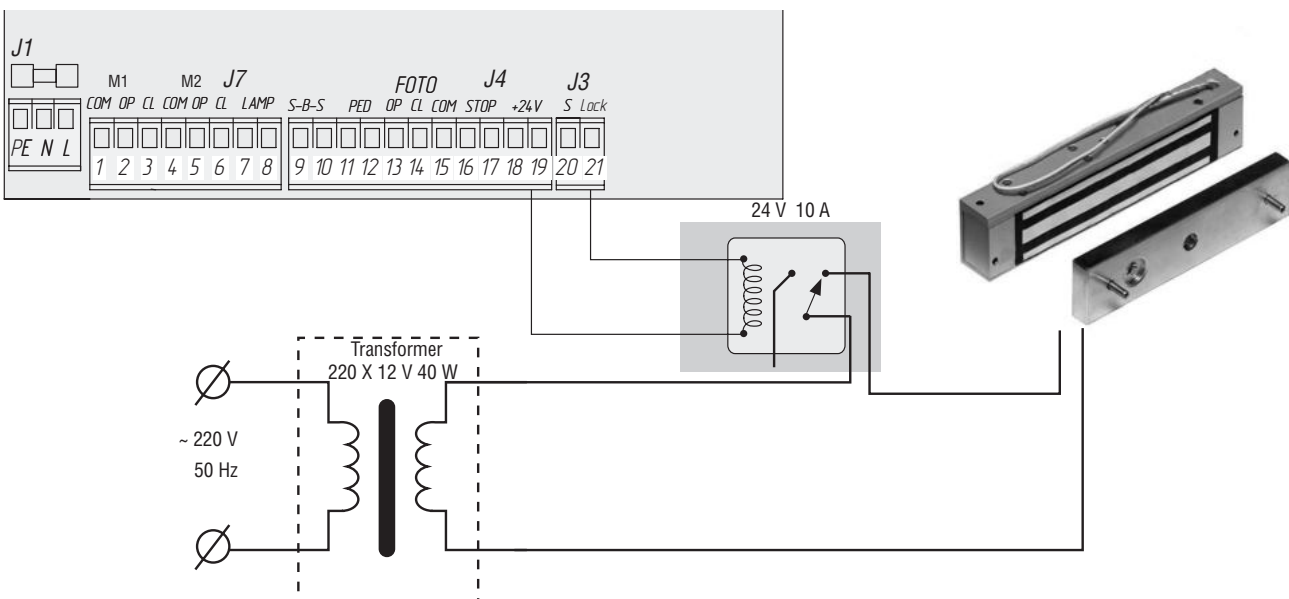 J1
M1 M2 J7 FOTO J4 J3
COM OP CL COM OP CL LAMP S-B-S PED OP CL COM STOP +24V S Lock
PE N L
1 2 3 4 5 6 7 8 9 10 11 12 13 14 15 16 17 18 19 20 21
24 V 10 A
Transformer
220 X 12 V 40 W
~ 220 V
50 Hz